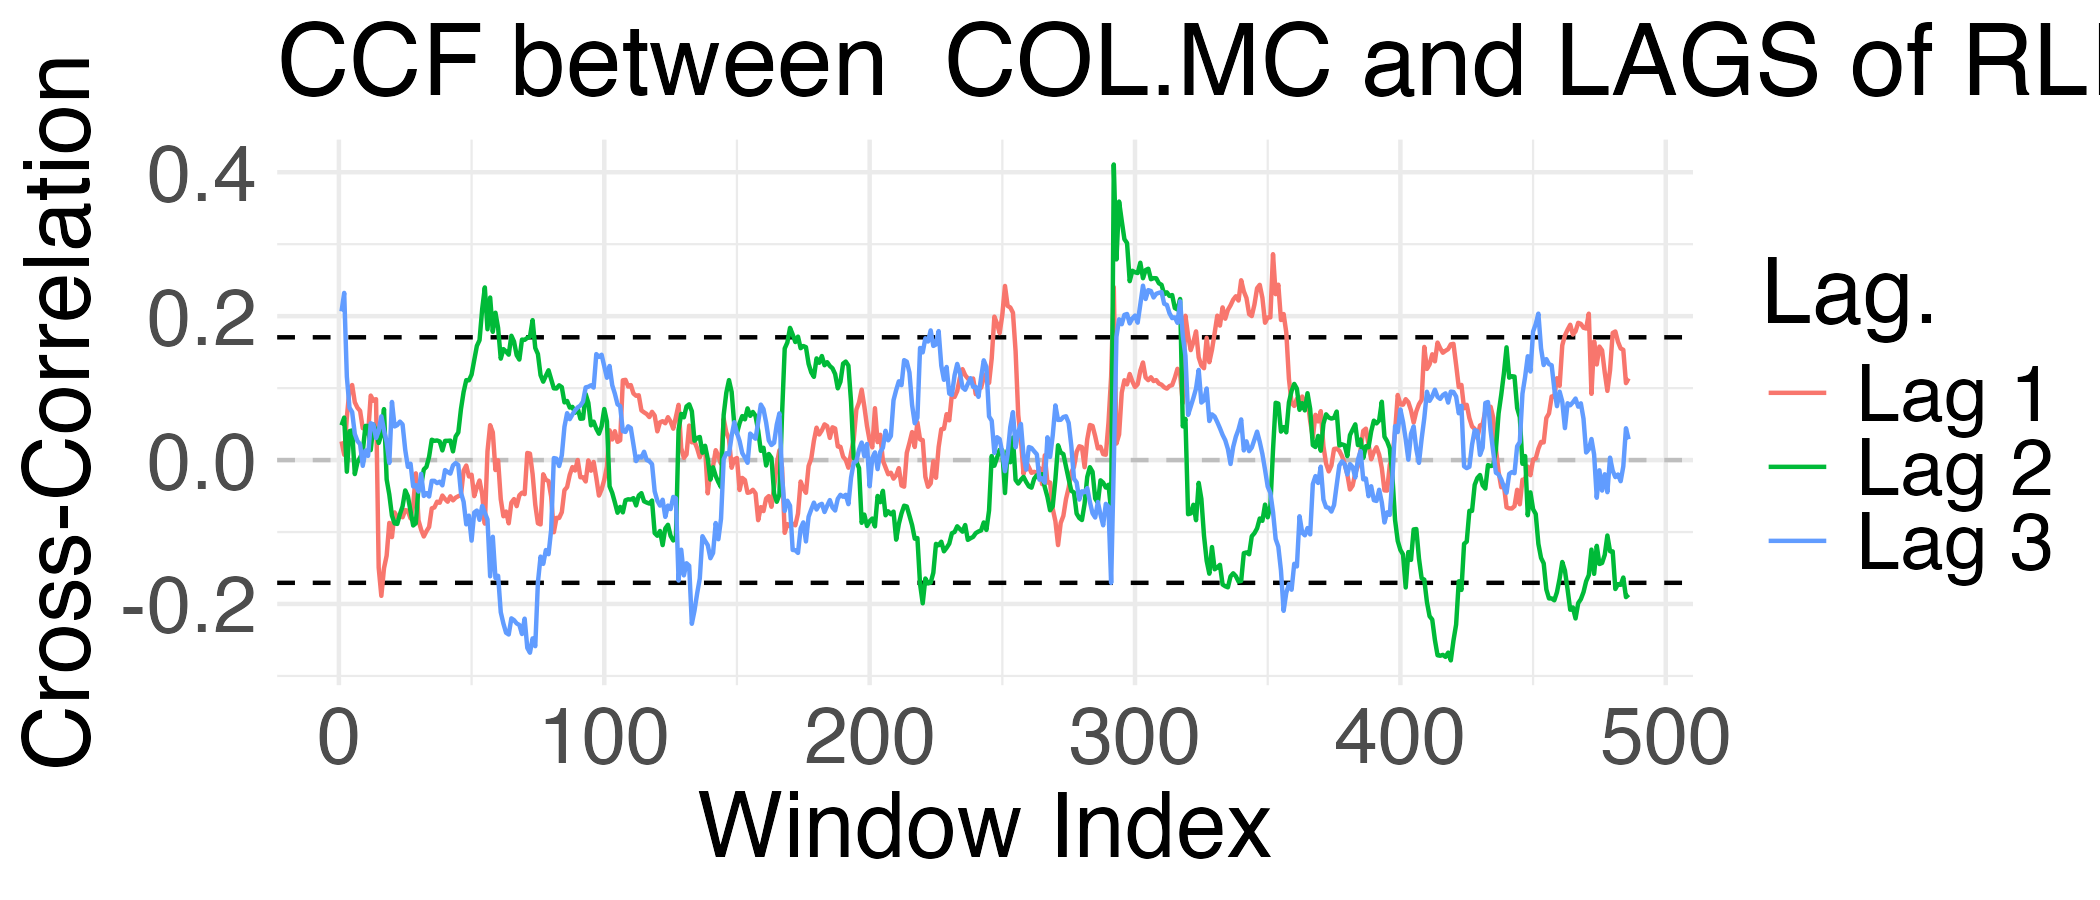 CCF between COL.MC and LAGS of
Cross-Correlation
0.4
0.2
0.0
-0.2
0
100
200
300
400
500
Window Index
Lag.
Lag 1
Lag 2
Lag 3